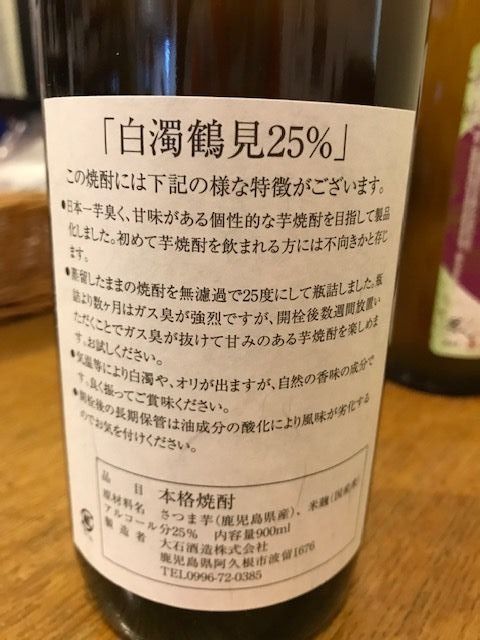 「白濁鶴見25%」
この焼酎には下記の様な特徴がございます。
●日本一芋臭く、甘味がある個性的な芋焼酎を目指して製品
化しました。初めて芋焼酎を飲まれる方には不向きかと存じ
ます。
●蒸留したままの焼酎を無濾過で25度にして瓶詰しました。瓶
詰より数ヶ月はガス臭が強烈ですが、開栓後数週間放置い
ただくことでガス臭が抜けて甘みのある芋焼酎を楽しめま
す。お試しください。
●気温等により白濁や、オリが出ますが、自然の香味の成分で
す。良く振ってご賞味ください。
●開栓後の長期保管は油成分の酸化により風味が劣化する
のでお気を付けください。
品目 本格焼酎
原材料名 さつま芋(鹿児島県産)、米麹(国産米)
アルコール分25% 内容量900ml
製造者 大石酒造株式会社
鹿児島県阿久根市波留1676
TEL0996-72-0385